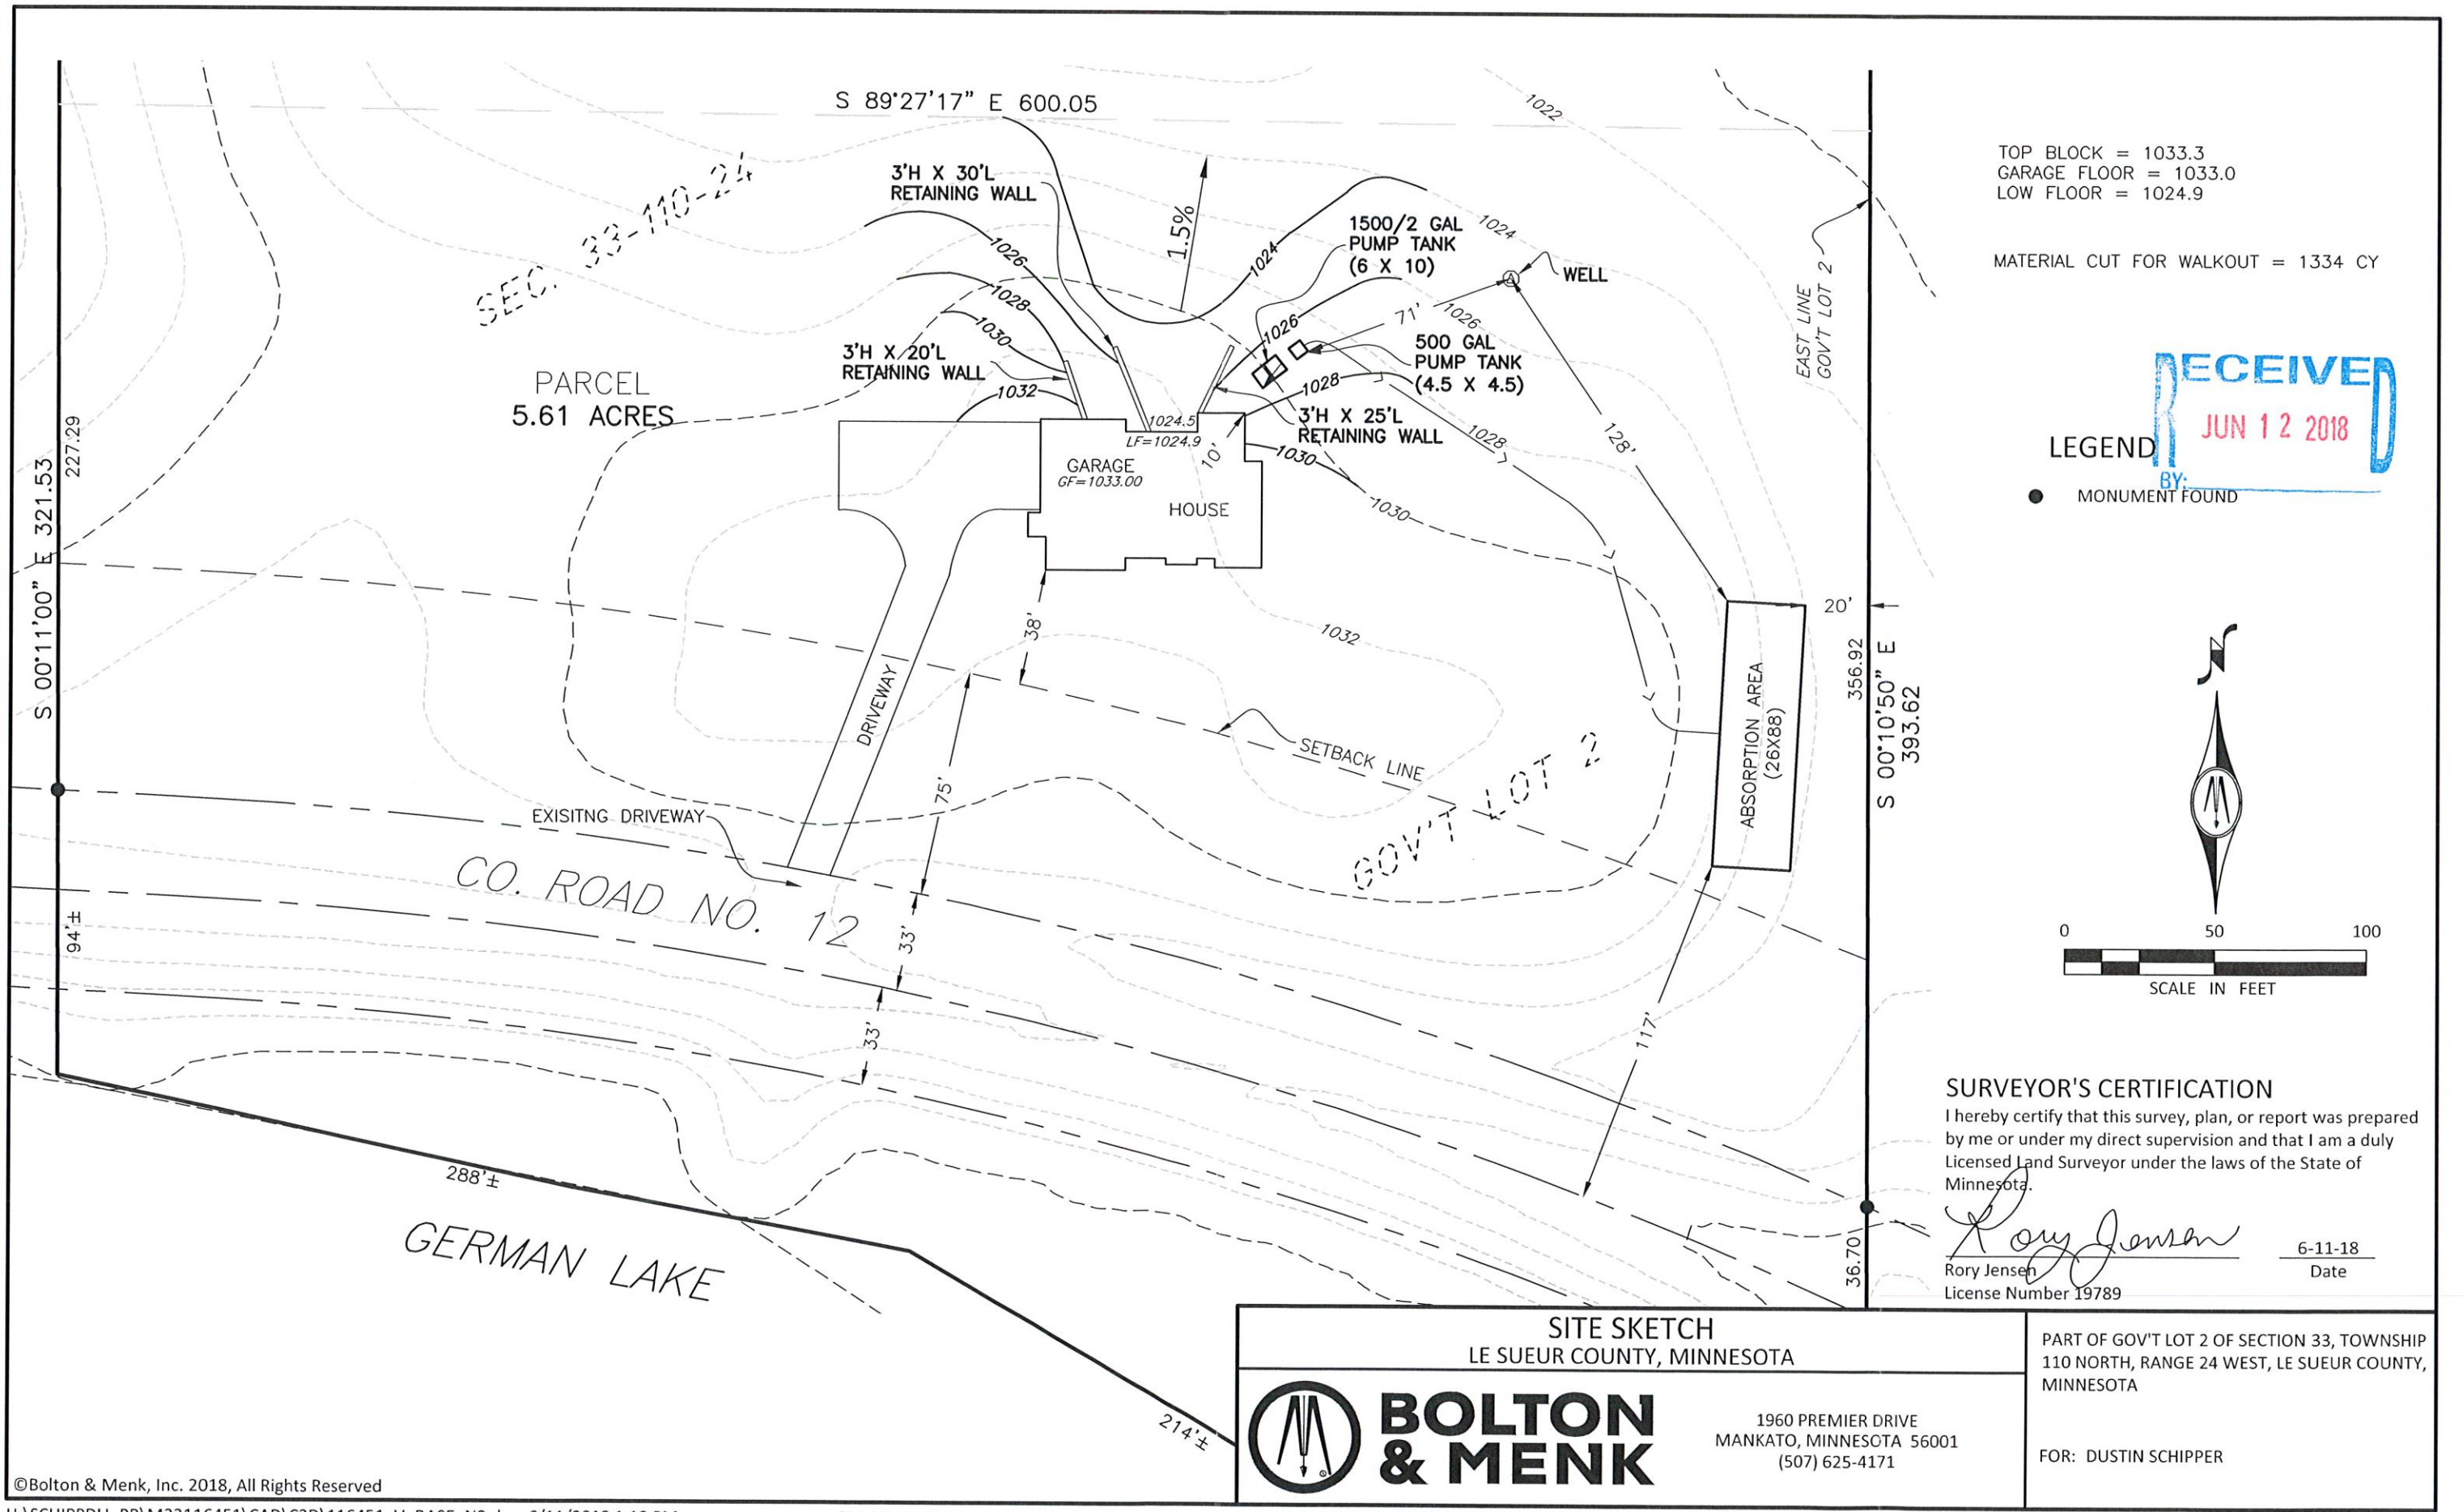 S 89°27'17" E 600.05
1022
SEC. 33-110-24
3'H X 30'L
RETAINING WALL
1.5%
1500/2 GAL
PUMP TANK
(6 X 10)
1024
1024
WELL
EAST LINE
GOV'T LOT 2
TOP BLOCK = 1033.3
GARAGE FLOOR = 1033.0
LOW FLOOR = 1024.9
MATERIAL CUT FOR WALKOUT = 1334 CY
1026
1028
1030
1032
3'H X 20'L
RETAINING WALL
1026
71'
1026
500 GAL
PUMP TANK
(4.5 X 4.5)
1028
3'H X 25'L
RETAINING WALL
1028
128'
1030
1030
PARCEL
5.61 ACRES
1024.5
LF=1024.9
10'
GARAGE
GF=1033.00
HOUSE
RECEIVED
JUN 12 2018
BY:
LEGEND
MONUMENT FOUND
S 00°11'00" E 321.53
227.29
38'
1032
20'
DRIVEWAY
75'
SETBACK LINE
GOV'T LOT 2
ABSORPTION AREA
(26X88)
356.92
S 00°10'50" E
393.62
N
0 50 100
SCALE IN FEET
EXISITNG DRIVEWAY
CO. ROAD NO. 12
94'±
33'
33'
117'
36.70
288'±
GERMAN LAKE
214'±
SURVEYOR'S CERTIFICATION
I hereby certify that this survey, plan, or report was prepared
by me or under my direct supervision and that I am a duly
Licensed Land Surveyor under the laws of the State of
Minnesota.
Rory Jensen
6-11-18
Rory Jensen
Date
License Number 19789
SITE SKETCH
LE SUEUR COUNTY, MINNESOTA
BOLTON
& MENK
®
1960 PREMIER DRIVE
MANKATO, MINNESOTA 56001
(507) 625-4171
PART OF GOV'T LOT 2 OF SECTION 33, TOWNSHIP
110 NORTH, RANGE 24 WEST, LE SUEUR COUNTY,
MINNESOTA
FOR: DUSTIN SCHIPPER
©Bolton & Menk, Inc. 2018, All Rights Reserved